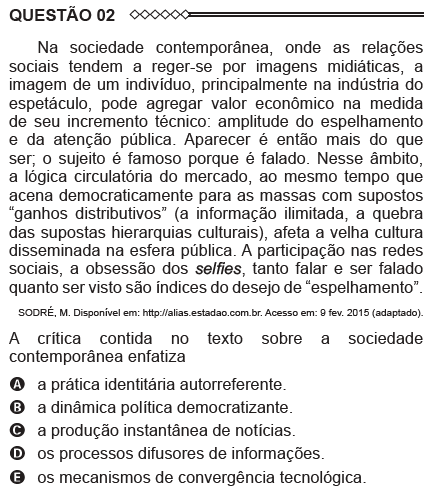 QUESTÃO 02
Na sociedade contemporânea, onde as relações
sociais tendem a reger-se por imagens midiáticas, a
imagem de um indivíduo, principalmente na indústria do
espetáculo, pode agregar valor econômico na medida
de seu incremento técnico: amplitude do espelhamento
e da atenção pública. Aparecer é então mais do que
ser; o sujeito é famoso porque é falado. Nesse âmbito,
a lógica circulatória do mercado, ao mesmo tempo que
acena democraticamente para as massas com supostos
“ganhos distributivos” (a informação ilimitada, a quebra
das supostas hierarquias culturais), afeta a velha cultura
disseminada na esfera pública. A participação nas redes
sociais, a obsessão dos selfies, tanto falar e ser falado
quanto ser visto são índices do desejo de “espelhamento”.
SODRÉ, M. Disponível em: http://alias.estadao.com.br. Acesso em: 9 fev. 2015 (adaptado).
A crítica contida no texto sobre a sociedade
contemporânea enfatiza
A a prática identitária autorreferente.
B a dinâmica política democratizante.
C a produção instantânea de notícias.
D os processos difusores de informações.
E os mecanismos de convergência tecnológica.